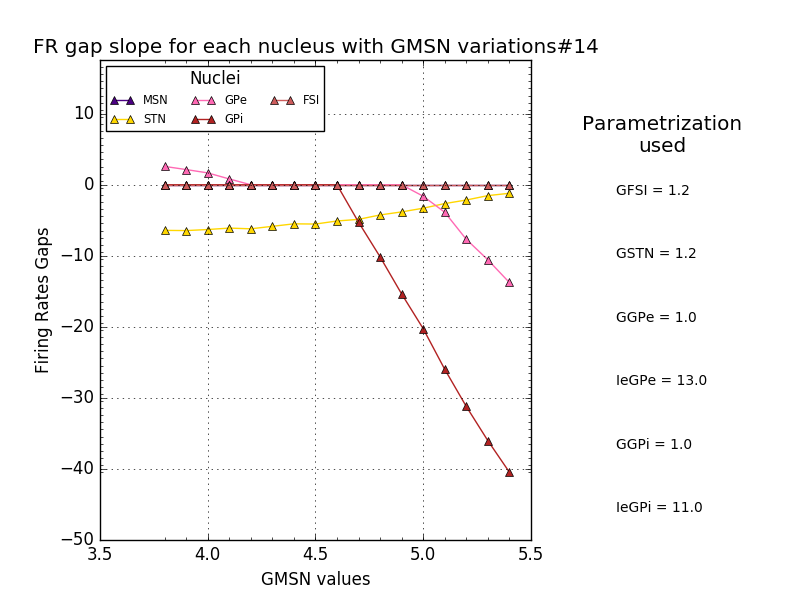 FR gap slope for each nucleus with GMSN variations#14
Nuclei
MSN GPe FSI
STN GPi
10
0
−10
−20
−30
−40
−50
Firing Rates Gaps
3.5 4.0 4.5 5.0 5.5
GMSN values
Parametrization
used
GFSI = 1.2
GSTN = 1.2
GGPe = 1.0
IeGPe = 13.0
GGPi = 1.0
IeGPi = 11.0